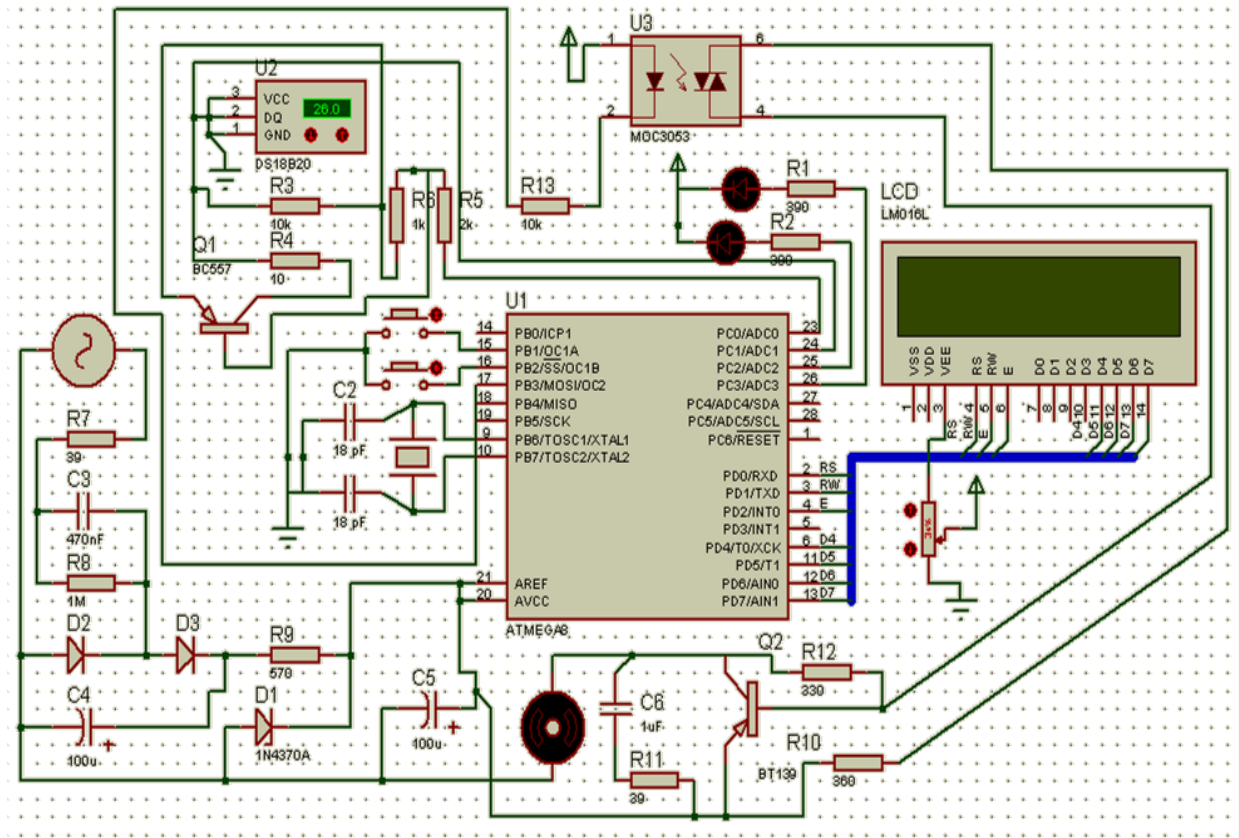 U3
1
6
2
4
MOC3053
U2
3 VCC
2 DQ
1 GND
26.0
DS18B20
R3
10k
R4
10
Q1
BC557
R6
1k
R5
2k
R13
10k
R1
390
R2
390
LCD
LM016L
VSS
VDD
VEE
RS
RW
E
D0
D1
D2
D3
D4
D5
D6
D7
1
2
3
4
5
6
7
8
9
10
11
12
13
14
RS
RW
E
D4
D5
D6
D7
U1
14 PB0/ICP1
15 PB1/OC1A
16 PB2/SS/OC1B
17 PB3/MOSI/OC2
18 PB4/MISO
19 PB5/SCK
9 PB6/TOSC1/XTAL1
10 PB7/TOSC2/XTAL2
21 AREF
20 AVCC
PC0/ADC0 23
PC1/ADC1 24
PC2/ADC2 25
PC3/ADC3 26
PC4/ADC4/SDA 27
PC5/ADC5/SCL 28
PC6/RESET 1
PD0/RXD 2 RS
PD1/TXD 3 RW
PD2/INT0 4 E
PD3/INT1 5
PD4/T0/XCK 6 D4
PD5/T1 11 D5
PD6/AIN0 12 D6
PD7/AIN1 13 D7
ATMEGA8
C2
18 pF
18 pF
R7
39
C3
470nF
R8
1M
D2
D3
R9
570
C4
+
100u
D1
1N4370A
C5
+
100u
C6
1uF
R11
39
Q2
BT139
R12
330
R10
360